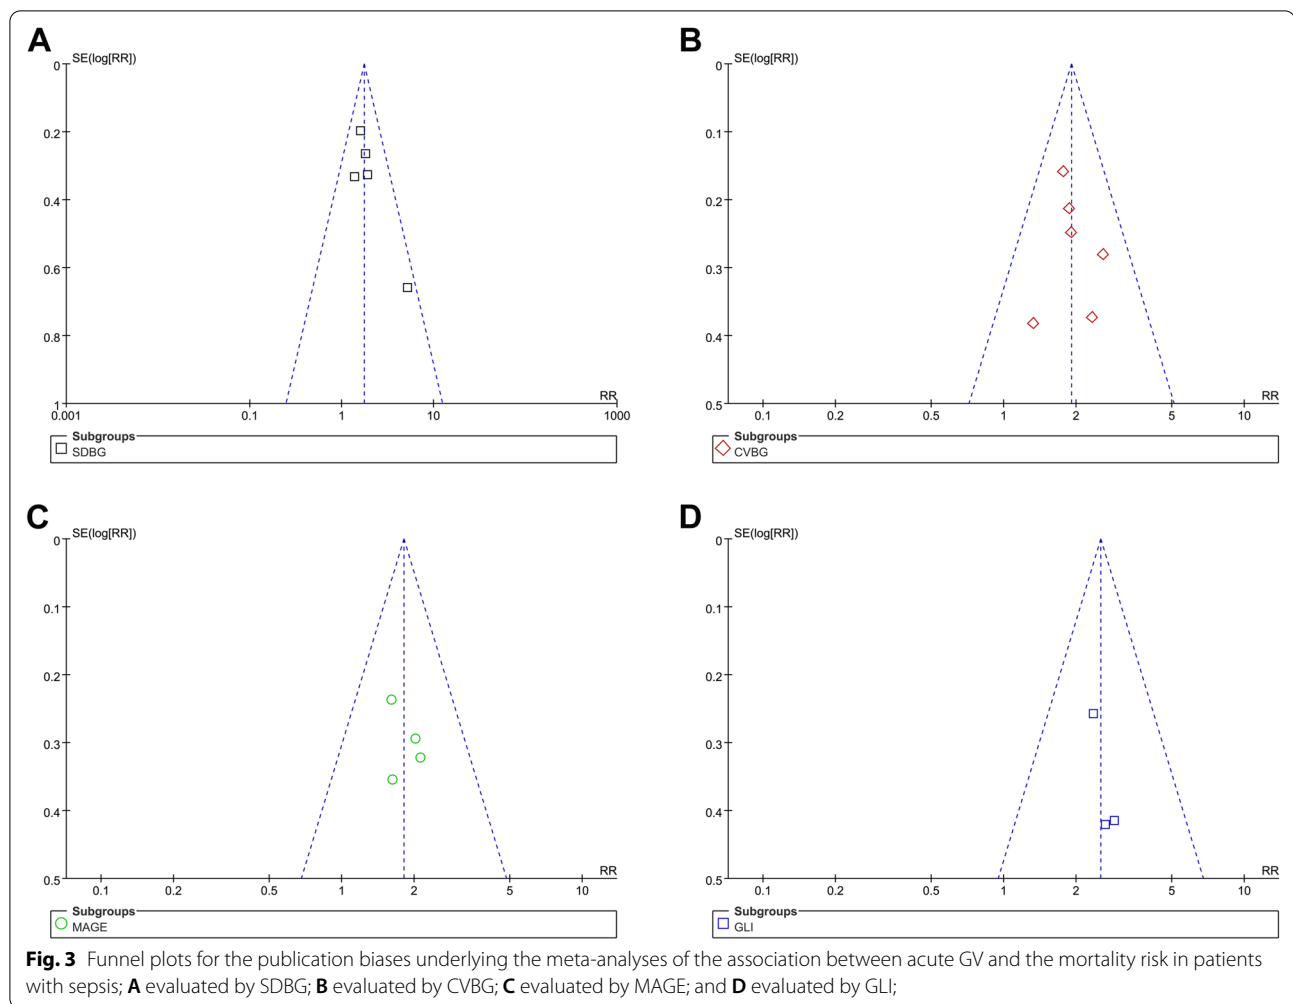 A
SE(log[RR])
0
0.2
0.4
0.6
0.8
1
0.001
0.1
1
10
1000
RR
Subgroups
SDBG
B
SE(log[RR])
0
0.1
0.2
0.3
0.4
0.5
0.1
0.2
0.5
1
2
5
10
RR
Subgroups
CVBG
C
SE(log[RR])
0
0.1
0.2
0.3
0.4
0.5
0.1
0.2
0.5
1
2
5
10
RR
Subgroups
MAGE
D
SE(log[RR])
0
0.1
0.2
0.3
0.4
0.5
0.1
0.2
0.5
1
2
5
10
RR
Subgroups
GLI
Fig. 3 Funnel plots for the publication biases underlying the meta-analyses of the association between acute GV and the mortality risk in patients
with sepsis; A evaluated by SDBG; B evaluated by CVBG; C evaluated by MAGE; and D evaluated by GLI;